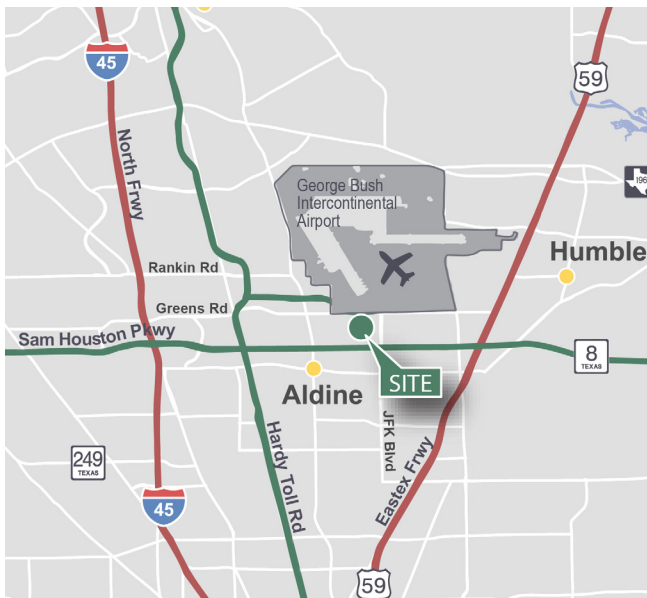 45
59
North Frwy
George Bush
Intercontinental
Airport
196
Humble
Rankin Rd
Greens Rd
Sam Houston Pkwy
8
TEXAS
SITE
Aldine
JFK Blvd
Eastex Frwy
Hardy Toll Rd
249
TEXAS
45
59